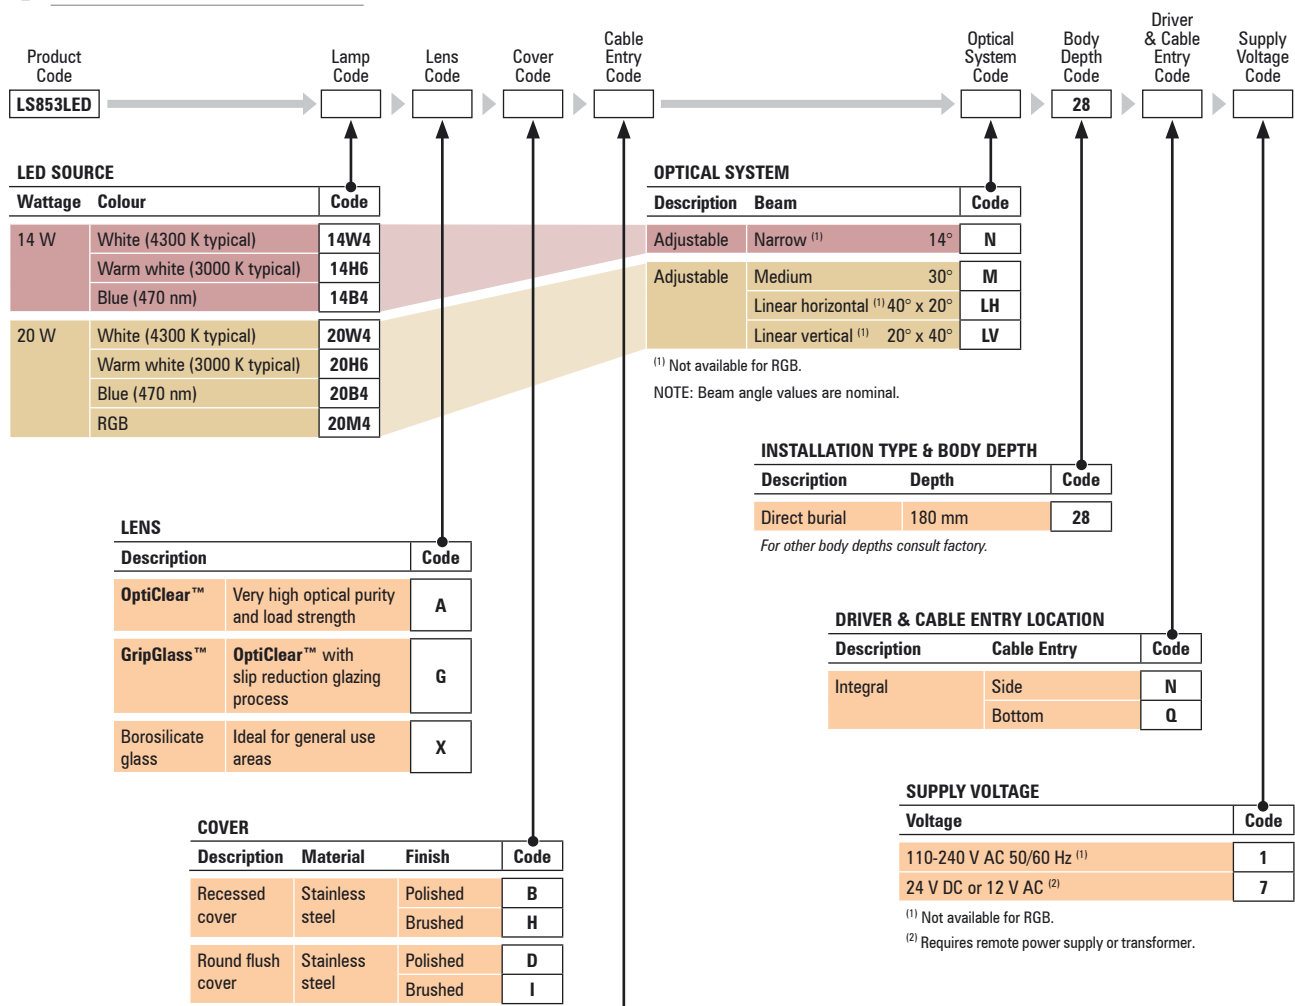 Product
Code
Lamp
Code
Lens
Code
Cover
Code
Cable
Entry
Code
Optical
System
Code
Body
Depth
Code
Driver
& Cable
Entry
Code
Supply
Voltage
Code
LS853LED
28
LED SOURCE
Wattage Colour Code
14 W White (4300 K typical) 14W4
Warm white (3000 K typical) 14H6
Blue (470 nm) 14B4
20 W White (4300 K typical) 20W4
Warm white (3000 K typical) 20H6
Blue (470 nm) 20B4
RGB 20M4
OPTICAL SYSTEM
Description Beam Code
Adjustable Narrow (1) 14° N
Adjustable Medium 30° M
Linear horizontal (1) 40° x 20° LH
Linear vertical (1) 20° x 40° LV
(1) Not available for RGB.
NOTE: Beam angle values are nominal.
INSTALLATION TYPE & BODY DEPTH
Description Depth Code
Direct burial 180 mm 28
For other body depths consult factory.
LENS
Description Code
OptiClear™ Very high optical purity
and load strength A
GripGlass™ OptiClear™ with
slip reduction glazing G
process
Borosilicate Ideal for general use
glass areas X
DRIVER & CABLE ENTRY LOCATION
Description Cable Entry Code
Integral Side N
Bottom Q
SUPPLY VOLTAGE
Voltage Code
110-240 V AC 50/60 Hz (1) 1
24 V DC or 12 V AC (2) 7
(1) Not available for RGB.
(2) Requires remote power supply or transformer.
COVER
Description Material Finish Code
Recessed Stainless Polished B
cover steel Brushed H
Round flush Stainless Polished D
cover steel Brushed I